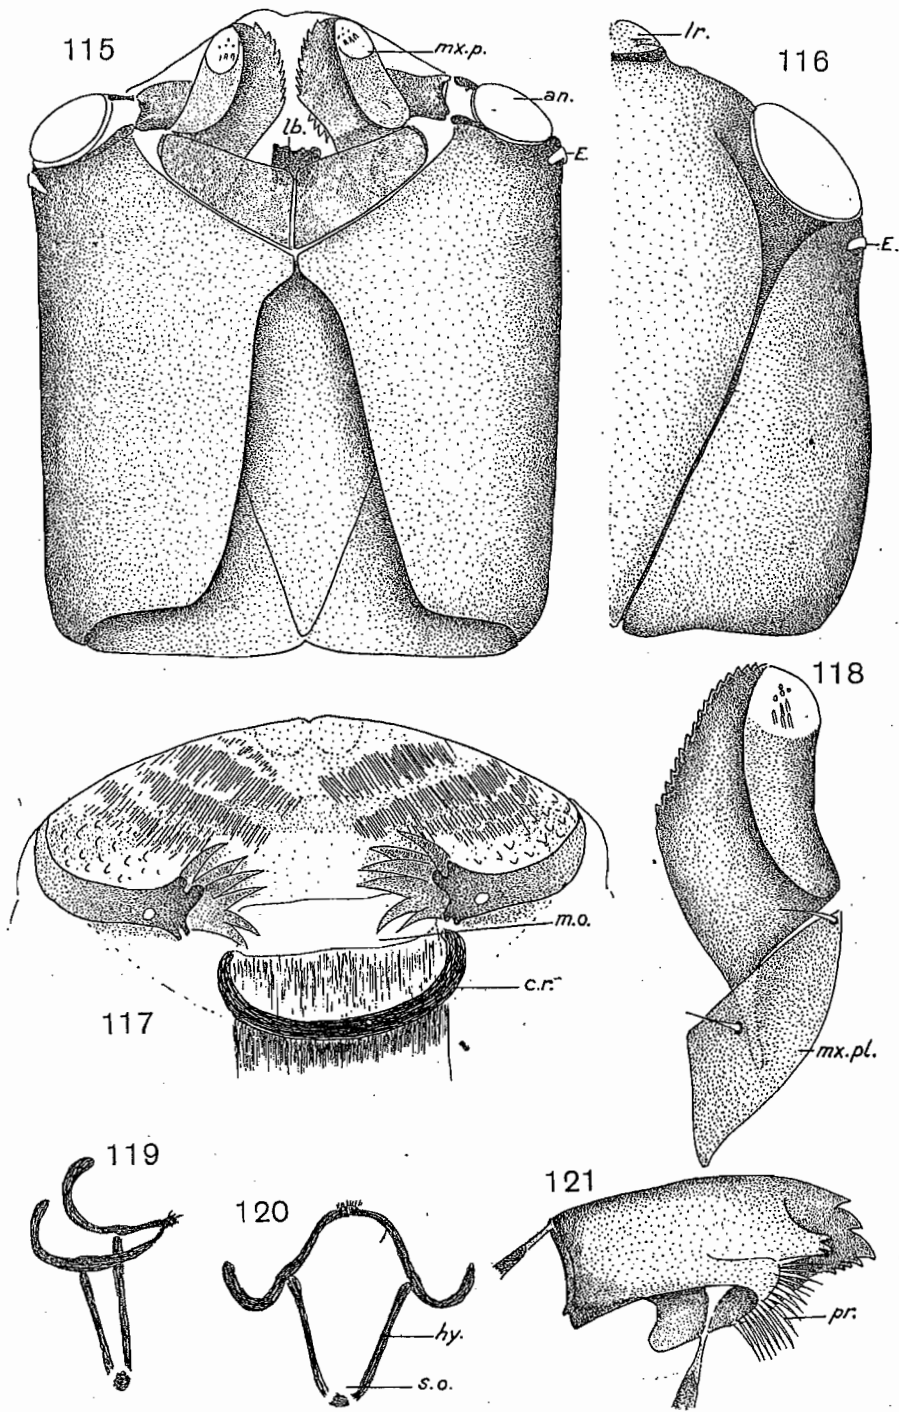 115
mx.p.
an.
lb.
E.
lr.
116
E.
118
mx.pl.
m.o.
c.r.
117
119
120
hy.
s.o.
121
pr.